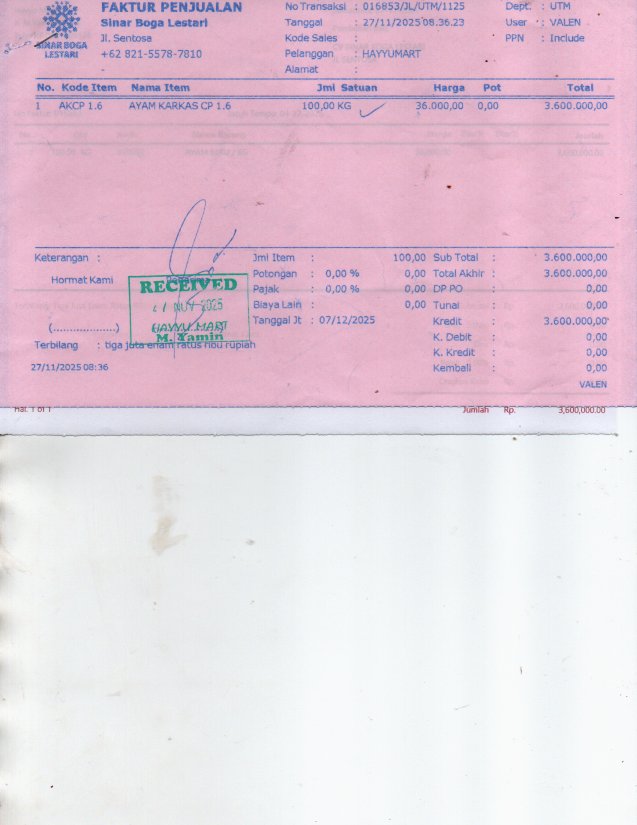 FAKTUR PENJUALAN
Sinar Boga Lestari
Jl. Sentosa
+62 821-5578-7810
-
SINAR BOGA
LESTARI
No Transaksi : 016853/JL/UTM/1125
Tanggal : 27/11/2025 08.36.23
Kode Sales :
Pelanggan : HAYYUMART
Alamat :
Dept. : UTM
User : VALEN
PPN : Include
No. Kode Item Nama Item Jml Satuan Harga Pot Total
1 AKCP 1.6 AYAM KARKAS CP 1.6 100,00 KG 36.000,00 0,00 3.600.000,00
Keterangan :
Hormat Kami
(..................)
RECEIVED
NOV 2025
HAYYU MART
M. Yamin
Jml Item : 100,00
Potongan : 0,00 % 0,00
Pajak : 0,00 % 0,00
Biaya Lain : 0,00
Tanggal Jt : 07/12/2025
Sub Total : 3.600.000,00
Total Akhir : 3.600.000,00
DP PO : 0,00
Tunai : 0,00
Kredit : 3.600.000,00
K. Debit : 0,00
K. Kredit : 0,00
Kembali : 0,00
Terbilang : tiga juta enam ratus ribu rupiah
27/11/2025 08:36
VALEN
Hal. 1 of 1
Jumlah Rp. 3,600,000.00